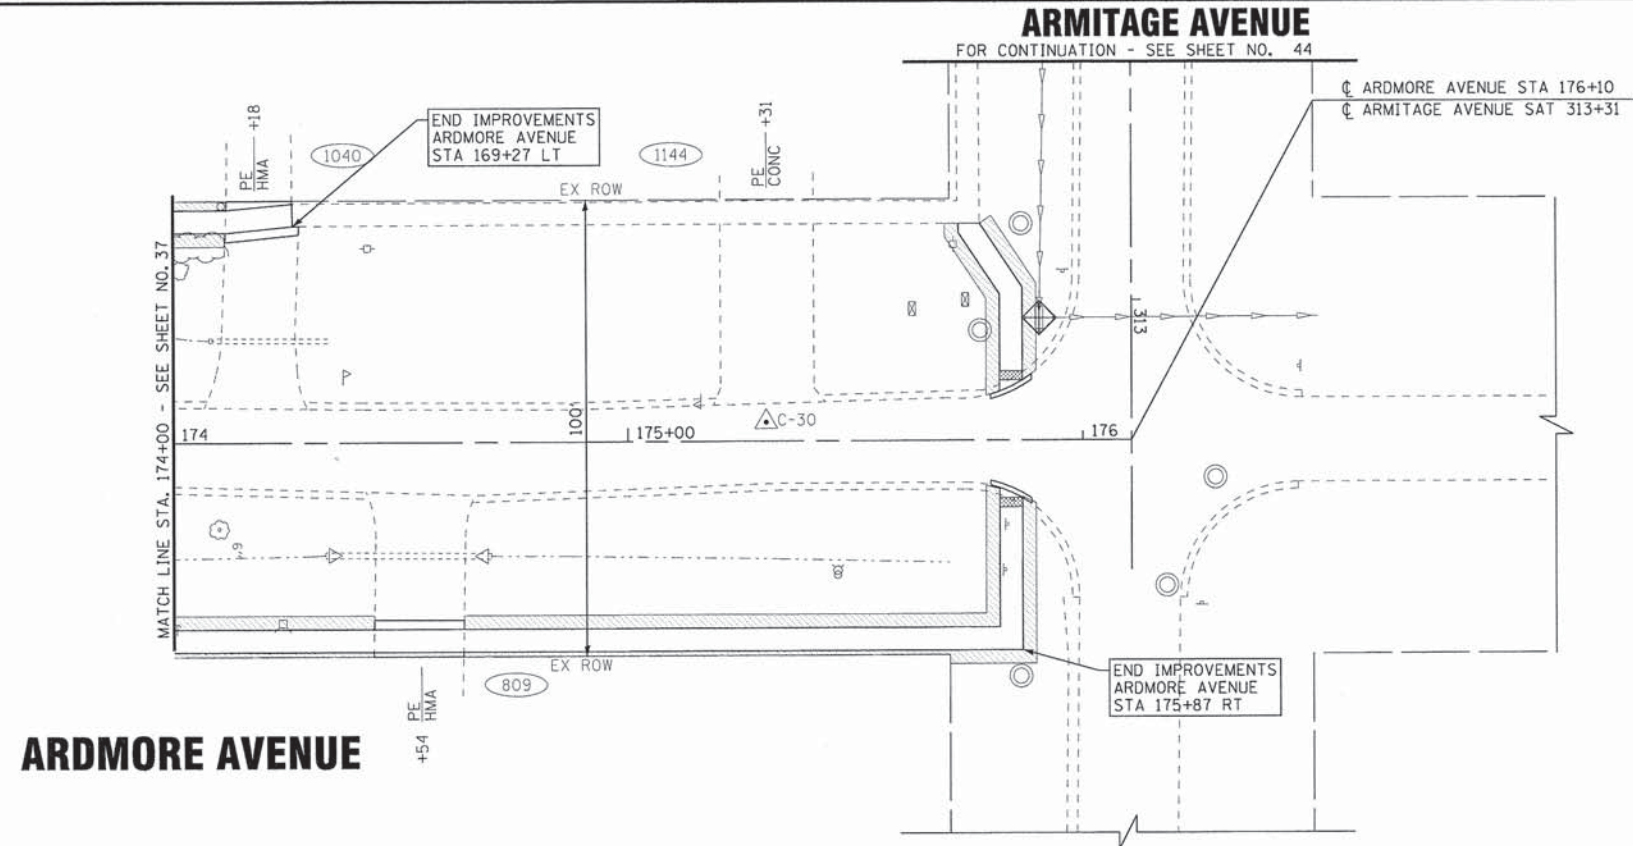 ARMITAGE AVENUE
FOR CONTINUATION - SEE SHEET NO. 44
℄ ARDMORE AVENUE STA 176+10
℄ ARMITAGE AVENUE SAT 313+31
+18
PE
HMA
1040
END IMPROVEMENTS
ARDMORE AVENUE
STA 169+27 LT
1144
+31
PE
CONC
EX ROW
MATCH LINE STA. 174+00 - SEE SHEET NO. 37
313
100'
C-30
174
175+00
176
6"
EX ROW
809
+54
PE
HMA
END IMPROVEMENTS
ARDMORE AVENUE
STA 175+87 RT
ARDMORE AVENUE